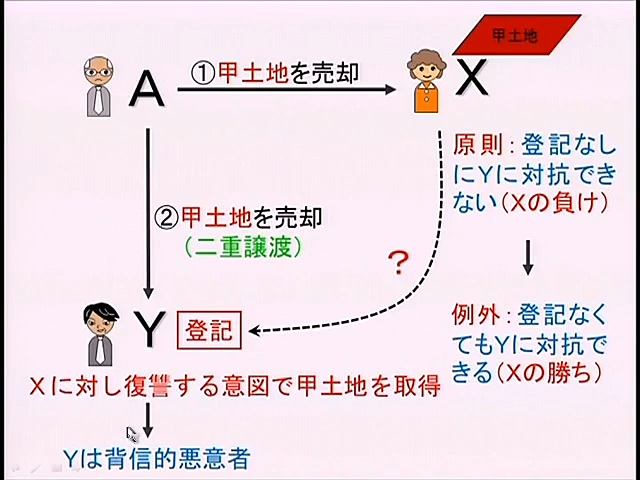 甲土地
①甲土地を売却
A
X
原則：登記なし
にYに対抗でき
ない(Xの負け)
②甲土地を売却
(二重譲渡)
？
例外：登記なく
てもYに対抗で
きる(Xの勝ち)
Y
登記
Xに対し復讐する意図で甲土地を取得
Yは背信的悪意者